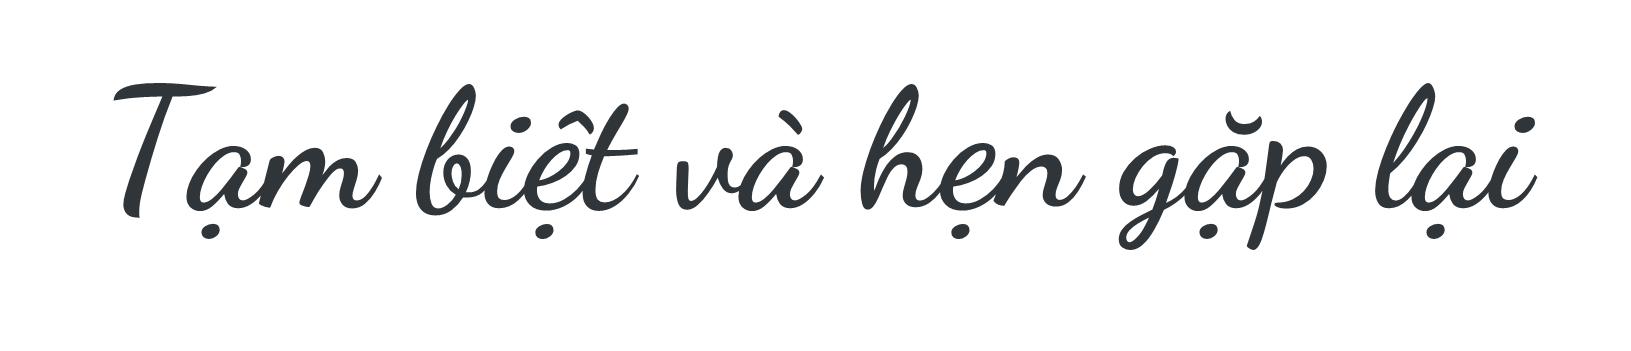 Tạm biệt và hẹn gặp lại